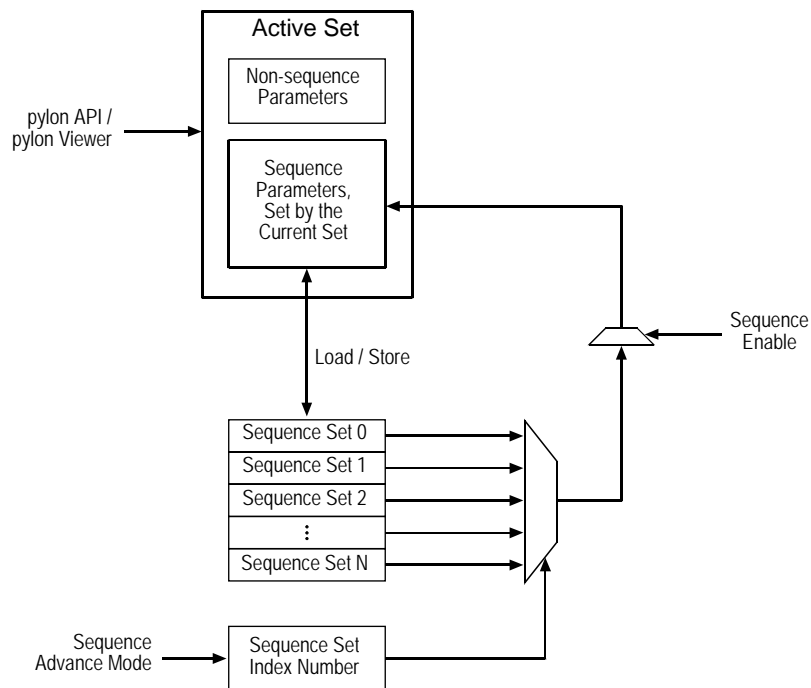 Active Set
Non-sequence
Parameters
pylon API /
pylon Viewer
Sequence
Parameters,
Set by the
Current Set
Sequence
Enable
Load / Store
Sequence Set 0
Sequence Set 1
Sequence Set 2
⋮
Sequence Set N
Sequence
Advance Mode
Sequence Set
Index Number